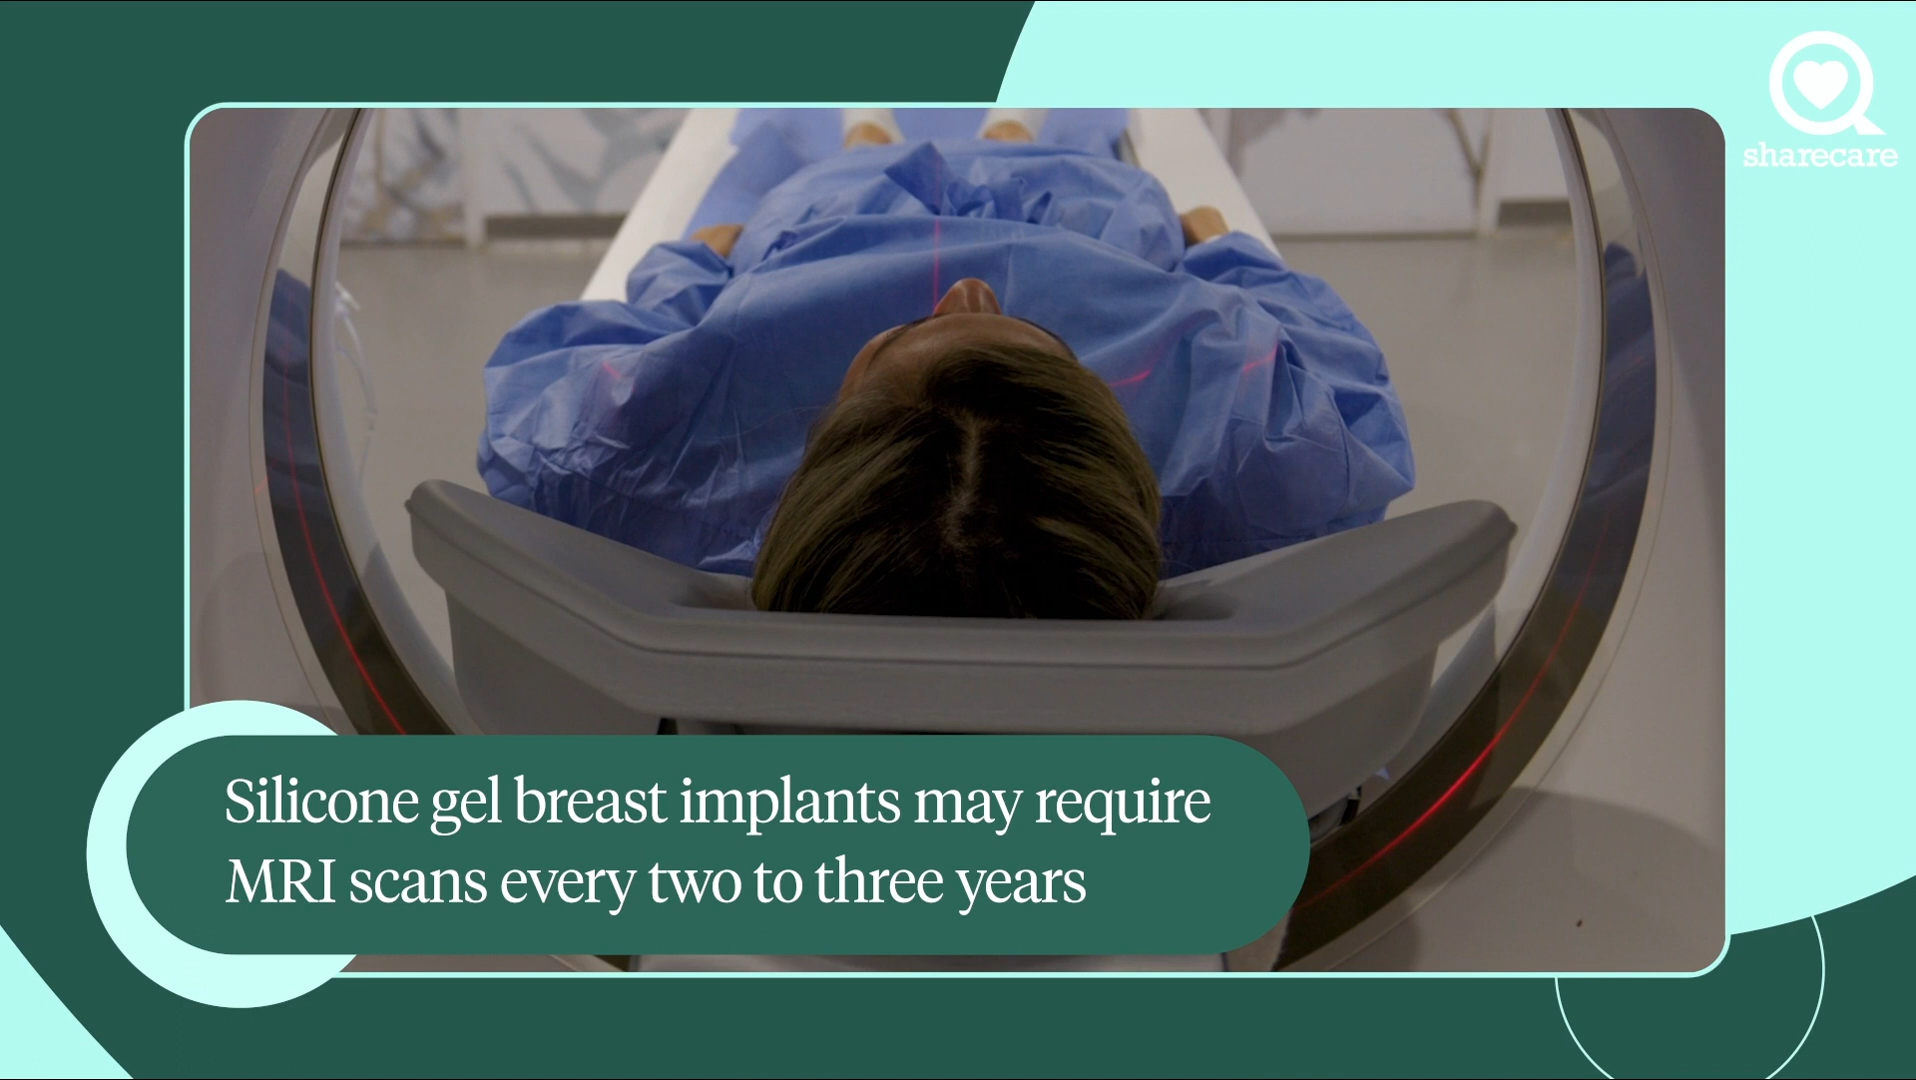 sharecare
Silicone gel breast implants may require
MRI scans every two to three years